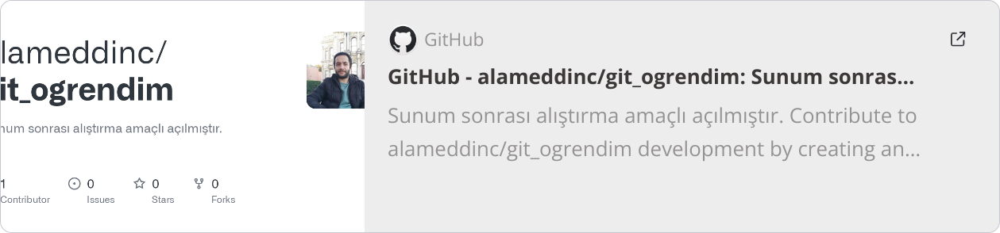 lameddinc/
it_ogrendim
num sonrası alıştırma amaçlı açılmıştır.
1
Contributor
0
Issues
0
Stars
0
Forks
GitHub
GitHub - alameddinc/git_ogrendim: Sunum sonras...
Sunum sonrası alıştırma amaçlı açılmıştır. Contribute to
alameddinc/git_ogrendim development by creating an...